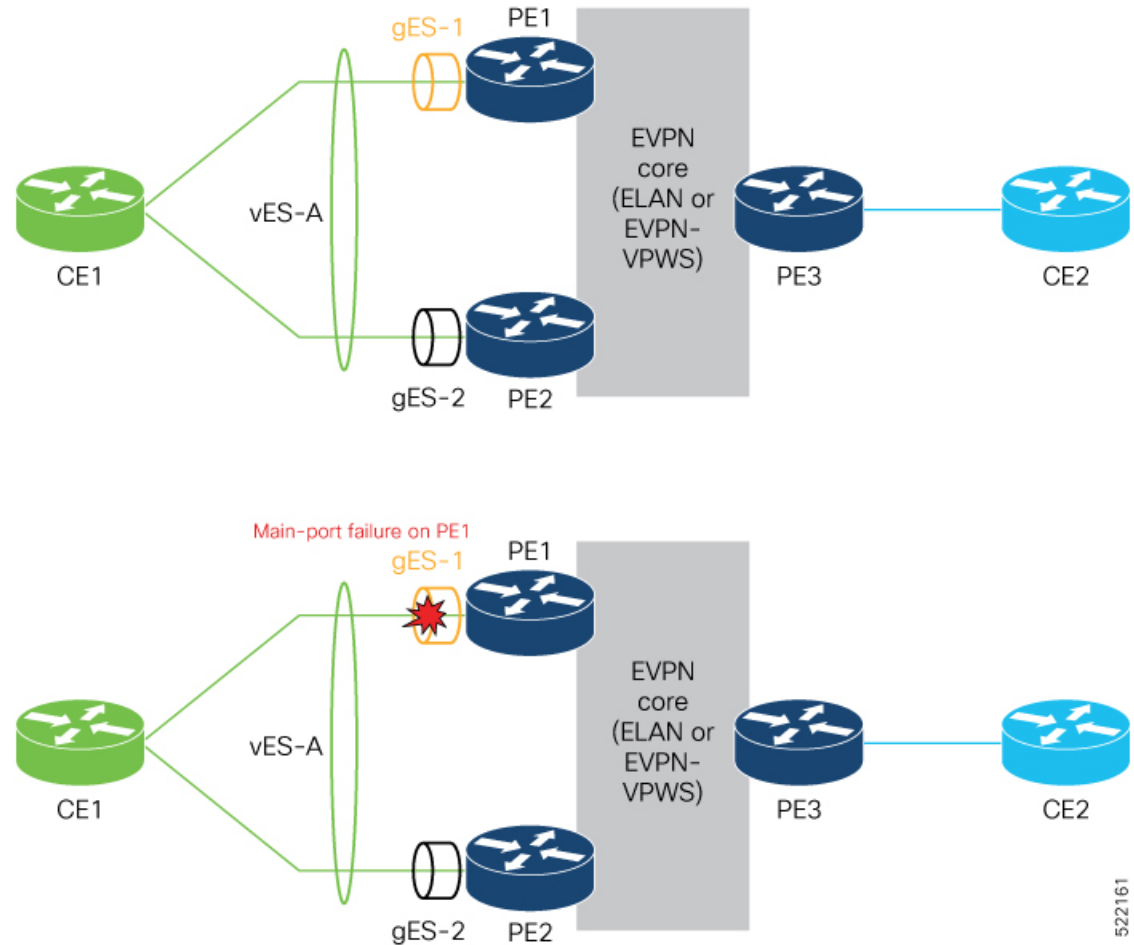 PE1
gES-1
EVPN
core
(ELAN or
EVPN-
VPWS)
vES-A
CE1
PE3
CE2
gES-2
PE2
Main-port failure on PE1
gES-1
PE1
EVPN
core
(ELAN or
EVPN-
VPWS)
vES-A
CE1
PE3
CE2
gES-2
PE2
522161